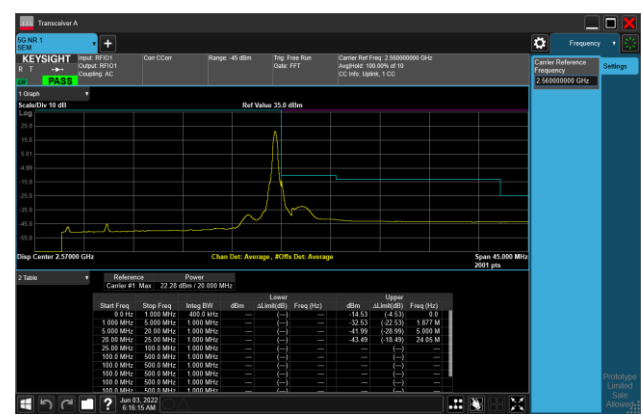 Transceiver A
5G NR 1
SEM
Frequency
KEYSIGHT
R T
PASS
Input: RFIO1
Output: RFIO1
Coupling: AC
Corr CCorr
Range: -45 dBm
Trig: Free Run
Gate: FFT
Carrier Ref Freq: 2.560000000 GHz
Avg|Hold: 100.00% of 10
CC Info: Uplink, 1 CC
Carrier Reference
Frequency
2.560000000 GHz
Settings
1 Graph
Scale/Div 10 dB
Ref Value 35.0 dBm
Log
25.0
15.0
5.01
-4.99
-15.0
-25.0
-35.0
-45.0
-55.0
Disp Center 2.57000 GHz
Chan Det: Average , #Offs Det: Average
Span 45.000 MHz
2001 pts
2 Table
Reference Power
Carrier #1 Max 22.28 dBm / 20.000 MHz
Lower Upper
Start Freq Stop Freq Integ BW dBm ΔLimit(dB) Freq (Hz) dBm ΔLimit(dB) Freq (Hz)
0.0 Hz 1.000 MHz 400.0 kHz --- (---) --- -14.53 (-4.53) 0.0
1.000 MHz 5.000 MHz 1.000 MHz --- (---) --- -32.53 (-22.53) 1.877 M
5.000 MHz 20.00 MHz 1.000 MHz --- (---) --- -41.99 (-28.99) 5.000 M
20.00 MHz 25.00 MHz 1.000 MHz --- (---) --- -43.49 (-18.49) 24.05 M
25.00 MHz 100.0 MHz 1.000 MHz --- (---) --- --- (---) ---
100.0 MHz 500.0 MHz 1.000 MHz --- (---) --- --- (---) ---
100.0 MHz 500.0 MHz 1.000 MHz --- (---) --- --- (---) ---
100.0 MHz 500.0 MHz 1.000 MHz --- (---) --- --- (---) ---
100.0 MHz 500.0 MHz 1.000 MHz --- (---) --- --- (---) ---
100.0 MHz 500.0 MHz 1.000 MHz --- (---) --- --- (---) ---
Jun 03, 2022
6:16:15 AM
Prototype
Limited
Sale
Allowed